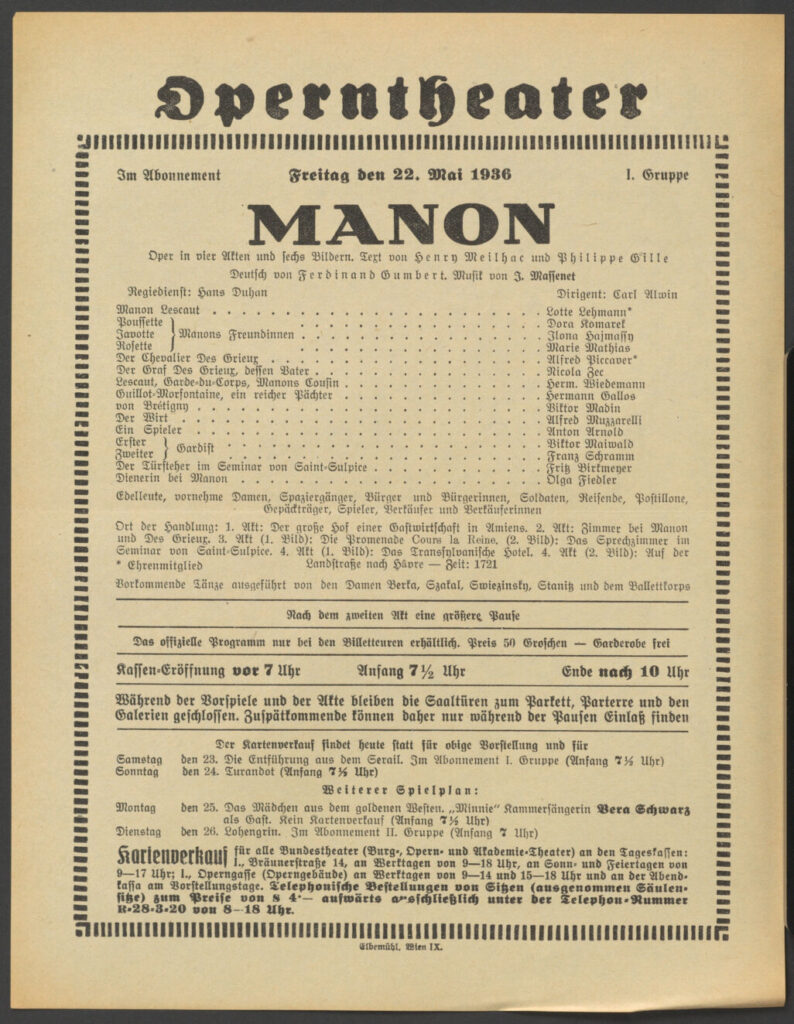 Operntheater
Im Abonnement Freitag den 22. Mai 1936 I. Gruppe
MANON
Oper in vier Akten und sechs Bildern. Text von Henry Meilhac und Philippe Gille
Deutsch von Ferdinand Gumbert. Musik von J. Massenet
Regiedienst: Hans Duhan Dirigent: Carl Alwin
Manon Lescaut . . . . . . . . . . . . . . . . Lotte Lehmann*
Poussette . . . . . . . . . . . Dora Komarek
Javotte } Manons Freundinnen . . . . . . . . . . . Ilona Hajmassy
Rosette . . . . . . . . . . . Marie Mathias
Der Chevalier Des Grieux . . . . . . . . . . . . . Alfred Piccaver*
Der Graf Des Grieux, dessen Vater . . . . . . . . . . . Nicola Zec
Lescaut, Garde-du-Corps, Manons Cousin . . . . . . . . . Herm. Wiedemann
Guillot-Morfontaine, ein reicher Pächter . . . . . . . . . Hermann Gallos
von Brétigny . . . . . . . . . . . . . . . . Viktor Madin
Der Wirt . . . . . . . . . . . . . . . . . Alfred Muzzarelli
Ein Spieler . . . . . . . . . . . . . . . . Anton Arnold
Erster } Gardist . . . . . . . . . . . . . . Viktor Maiwald
Zweiter . . . . . . . . . . . . . . Franz Schramm
Der Türsteher im Seminar von Saint-Sulpice . . . . . . . . Fritz Birkmeyer
Dienerin bei Manon . . . . . . . . . . . . . . Olga Fiedler
Edelleute, vornehme Damen, Spaziergänger, Bürger und Bürgerinnen, Soldaten, Reisende, Postillone,
Gepäckträger, Spieler, Verkäufer und Verkäuferinnen
Ort der Handlung: 1. Akt: Der große Hof einer Gastwirtschaft in Amiens. 2. Akt: Zimmer bei Manon
und Des Grieux. 3. Akt (1. Bild): Die Promenade Cours la Reine. (2. Bild): Das Sprechzimmer im
Seminar von Saint-Sulpice. 4. Akt (1. Bild): Das Transsylvanische Hotel. 4. Akt (2. Bild): Auf der
* Ehrenmitglied Landstraße nach Hâvre — Zeit: 1721
Vorkommende Tänze ausgeführt von den Damen Berka, Szakal, Swiezinsky, Stanitz und dem Ballettkorps
Nach dem zweiten Akt eine größere Pause
Das offizielle Programm nur bei den Billetteuren erhältlich. Preis 50 Groschen — Garderobe frei
Kassen-Eröffnung vor 7 Uhr Anfang 7½ Uhr Ende nach 10 Uhr
Während der Vorspiele und der Akte bleiben die Saaltüren zum Parkett, Parterre und den
Galerien geschlossen. Zuspätkommende können daher nur während der Pausen Einlaß finden
Der Kartenverkauf findet heute statt für obige Vorstellung und für
Samstag den 23. Die Entführung aus dem Serail. Im Abonnement I. Gruppe (Anfang 7½ Uhr)
Sonntag den 24. Turandot (Anfang 7½ Uhr)
Weiterer Spielplan:
Montag den 25. Das Mädchen aus dem goldenen Westen. „Minnie" Kammersängerin Vera Schwarz
als Gast. Kein Kartenverkauf (Anfang 7½ Uhr)
Dienstag den 26. Lohengrin. Im Abonnement II. Gruppe (Anfang 7 Uhr)
Kartenverkauf für alle Bundestheater (Burg-, Opern- und Akademie-Theater) an den Tageskassen:
I., Bräunerstraße 14, an Werktagen von 9—18 Uhr, an Sonn- und Feiertagen von
9—17 Uhr; I., Operngasse (Operngebäude) an Werktagen von 9—14 und 15—18 Uhr und an der Abend-
kassa am Vorstellungstage. Telephonische Bestellungen von Sitzen (ausgenommen Säulen-
sitze) zum Preise von S 4·— aufwärts ausschließlich unter der Telephon-Nummer
R-28-3-20 von 8—18 Uhr.
Elbemühl, Wien IX.